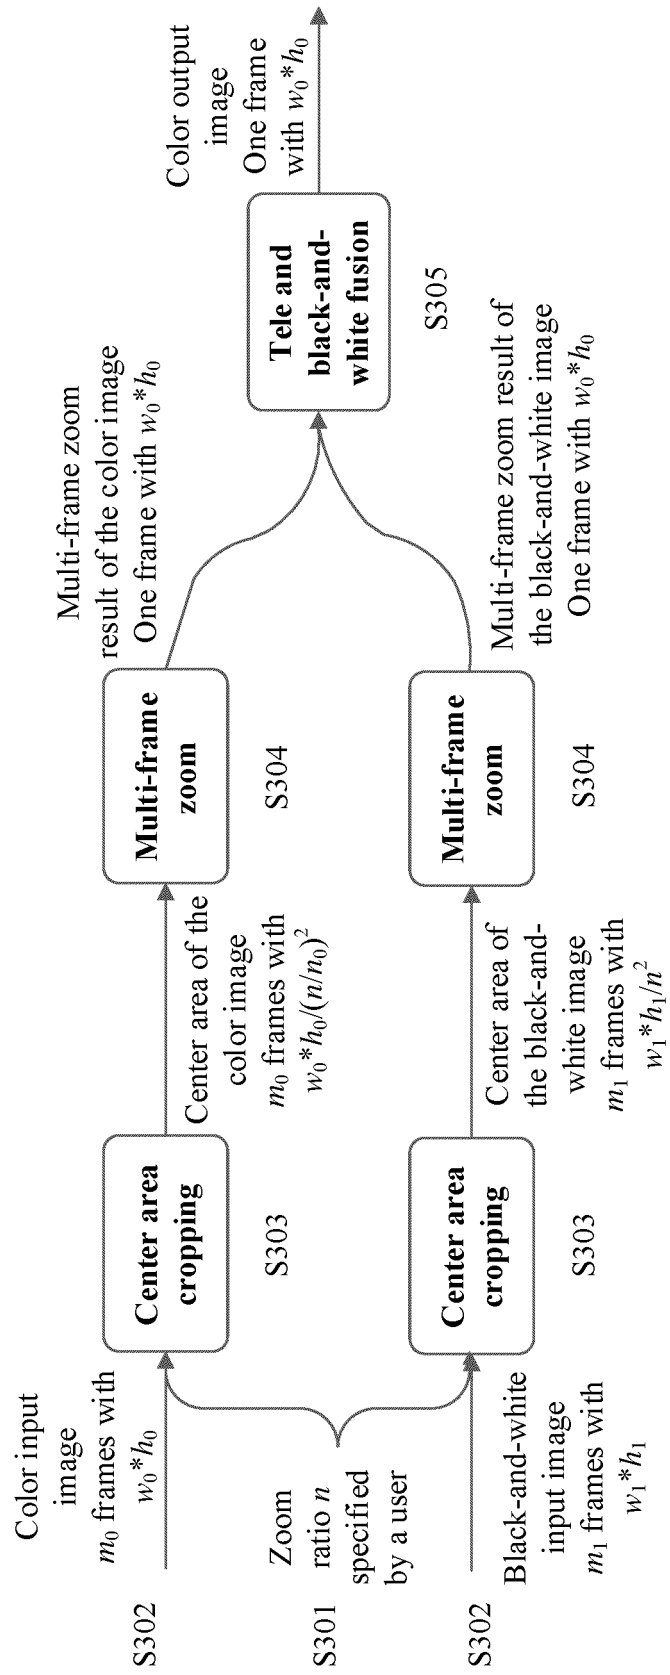 S302
Color input
image
m₀ frames with
w₀*h₀
S301
Zoom
ratio n
specified
by a user
S302
Black-and-white
input image
m₁ frames with
w₁*h₁
Center area
cropping
S303
Center area
cropping
S303
Center area of the
color image
m₀ frames with
w₀*h₀/(n/n₀)²
Center area of
the black-and-
white image
m₁ frames with
w₁*h₁/n²
Multi-frame
zoom
S304
Multi-frame
zoom
S304
Multi-frame zoom
result of the color image
One frame with w₀*h₀
Multi-frame zoom result of
the black-and-white image
One frame with w₀*h₀
Tele and
black-and-
white fusion
S305
Color output
image
One frame
with w₀*h₀